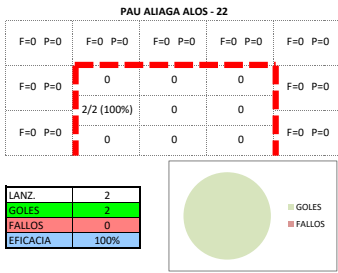 PAU ALIAGA ALOS - 22
F=0 P=0 F=0 P=0 F=0 P=0 F=0 P=0 F=0 P=0
F=0 P=0 0 0 0 F=0 P=0
2/2 (100%) 0 0
F=0 P=0 0 0 0 F=0 P=0
LANZ. 2
GOLES 2
FALLOS 0
EFICACIA 100%
GOLES
FALLOS